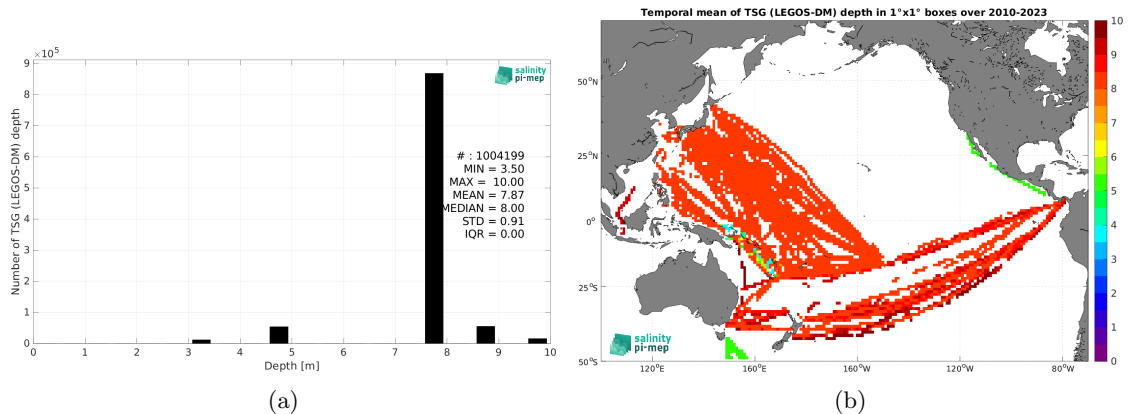 ×10⁵
9
8
7
6
5
4
3
2
1
0
Number of TSG (LEGOS-DM) depth
salinity
pi-mep
# : 1004199
MIN = 3.50
MAX = 10.00
MEAN = 7.87
MEDIAN = 8.00
STD = 0.91
IQR = 0.00
0 1 2 3 4 5 6 7 8 9 10
Depth [m]
(a)
Temporal mean of TSG (LEGOS-DM) depth in 1°x1° boxes over 2010-2023
50°N
25°N
0°
25°S
50°S
120°E 160°E 160°W 120°W 80°W
salinity
pi-mep
10
9
8
7
6
5
4
3
2
1
0
(b)